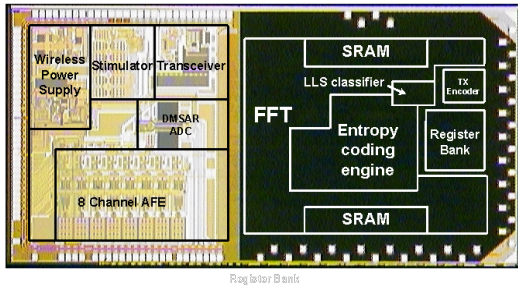 Wireless
Power
Supply
Stimulator
Transceiver
DMSAR
ADC
8 Channel AFE
SRAM
LLS classifier
TX
Encoder
FFT
Entropy
coding
engine
Register
Bank
SRAM
Register Bank